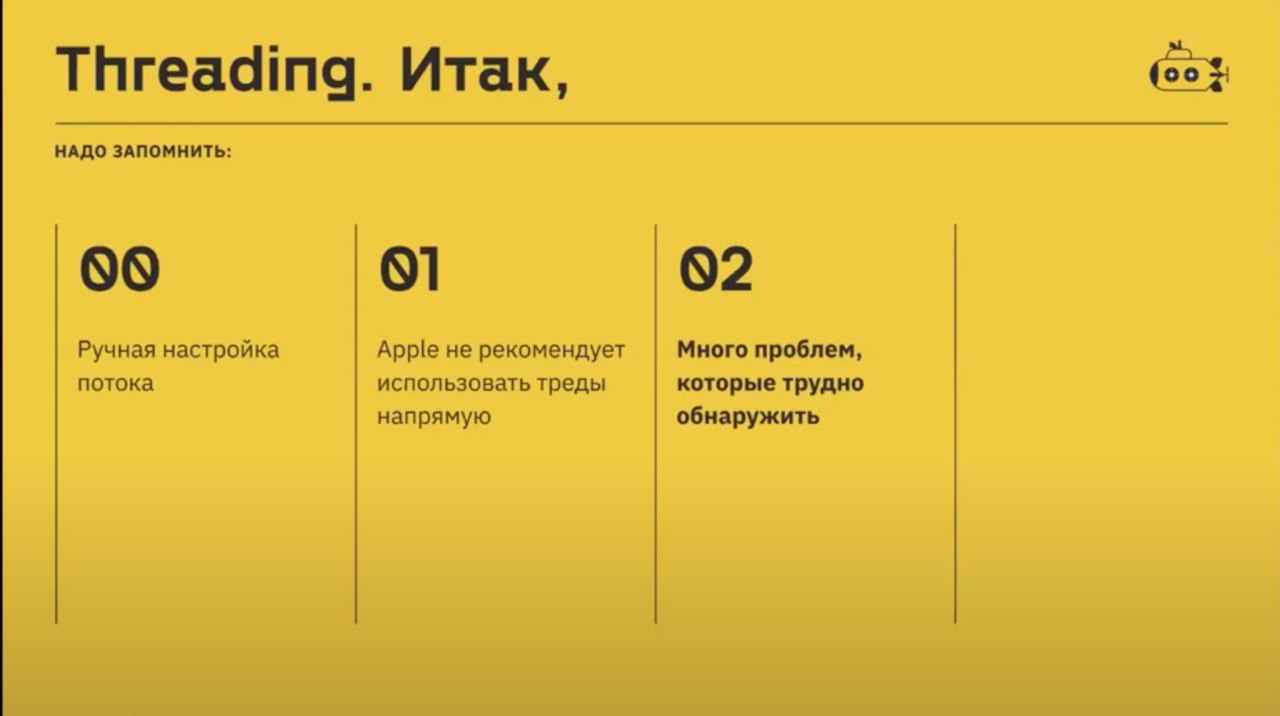 Threading. Итак,
НАДО ЗАПОМНИТЬ:
00
Ручная настройка
потока
01
Apple не рекомендует
использовать треды
напрямую
02
Много проблем,
которые трудно
обнаружить